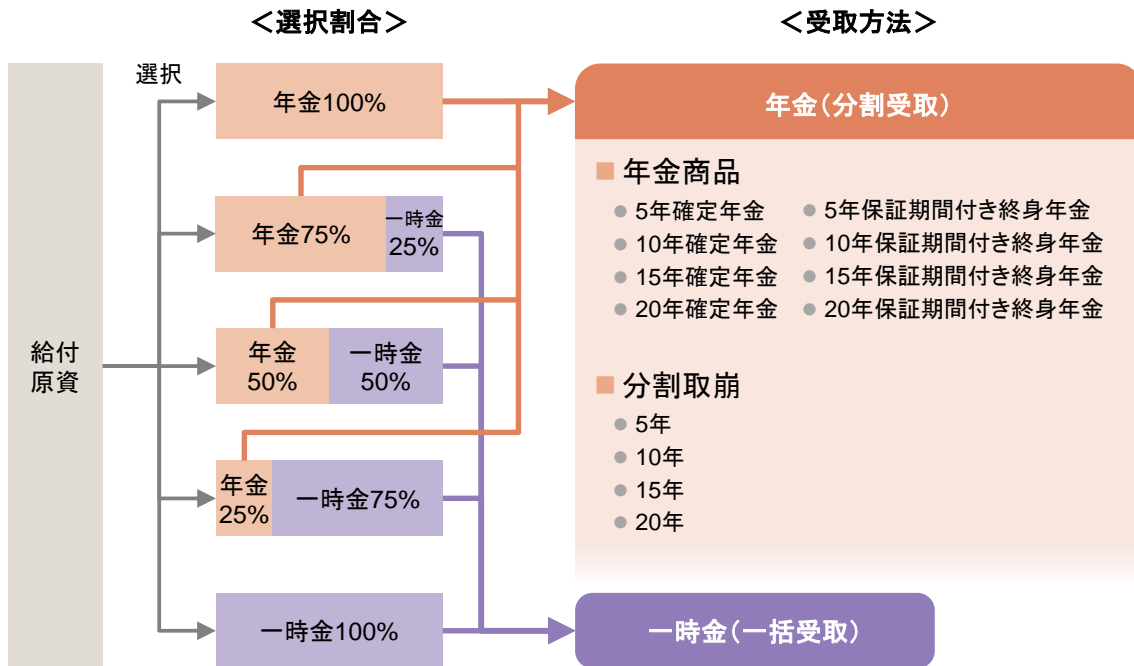 ＜選択割合＞
＜受取方法＞
選択
給付
原資
年金100%
年金75%
一時金
25%
年金
50%
一時金
50%
年金
25%
一時金75%
一時金100%
年金（分割受取）
■ 年金商品
● 5年確定年金
● 10年確定年金
● 15年確定年金
● 20年確定年金
● 5年保証期間付き終身年金
● 10年保証期間付き終身年金
● 15年保証期間付き終身年金
● 20年保証期間付き終身年金
■ 分割取崩
● 5年
● 10年
● 15年
● 20年
一時金（一括受取）